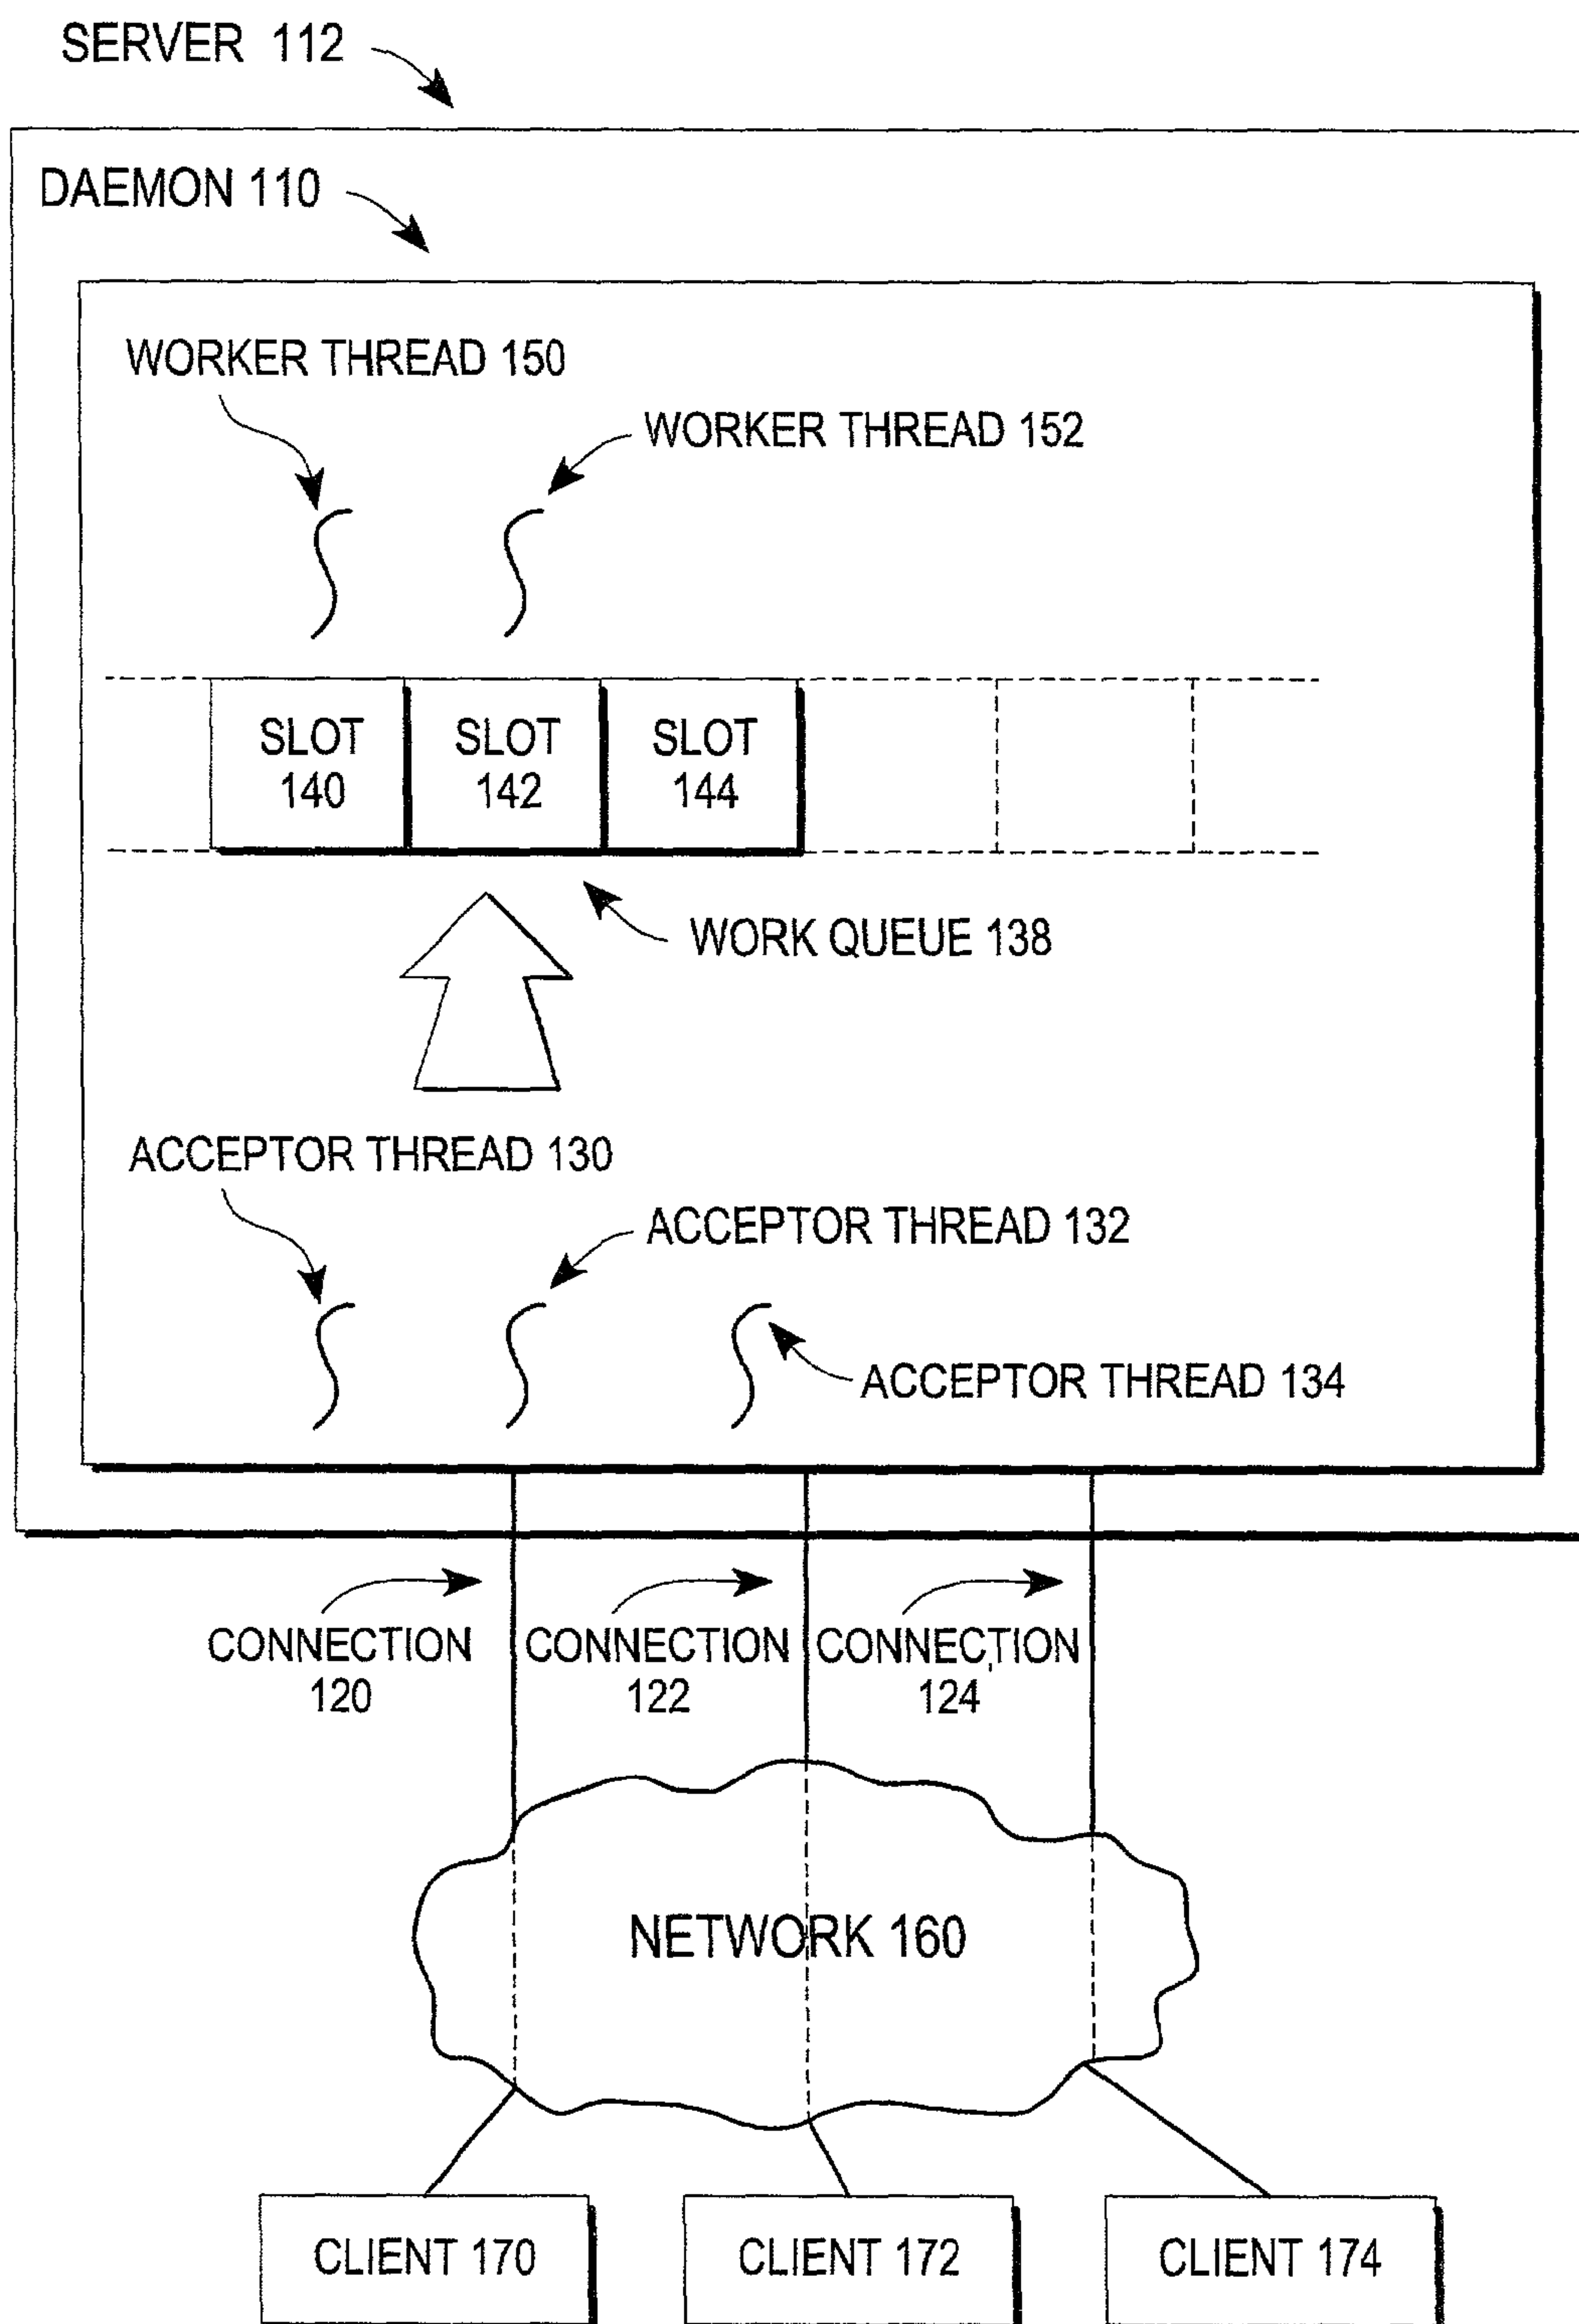 SERVER 112
DAEMON 110
WORKER THREAD 150
WORKER THREAD 152
SLOT
140
SLOT
142
SLOT
144
WORK QUEUE 138
ACCEPTOR THREAD 130
ACCEPTOR THREAD 132
ACCEPTOR THREAD 134
CONNECTION
120
CONNECTION
122
CONNECTION
124
NETWORK 160
CLIENT 170
CLIENT 172
CLIENT 174